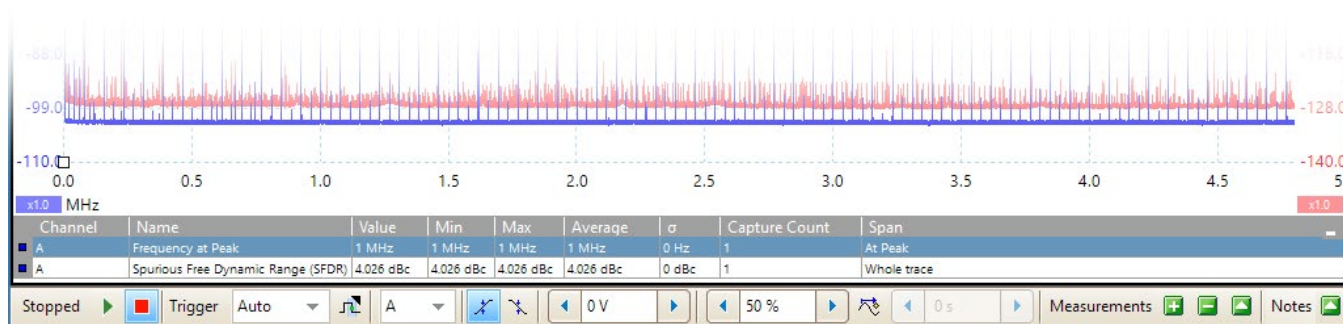 -88.0 -116.0
-99.0 -128.0
-110.0 -140.0
0.0 0.5 1.0 1.5 2.0 2.5 3.0 3.5 4.0 4.5 5
x1.0 MHz x1.0
Channel Name Value Min Max Average σ Capture Count Span
A Frequency at Peak 1 MHz 1 MHz 1 MHz 1 MHz 0 Hz 1 At Peak
A Spurious Free Dynamic Range (SFDR) 4.026 dBc 4.026 dBc 4.026 dBc 4.026 dBc 0 dBc 1 Whole trace
Stopped Trigger Auto A 0 V 50 % 0 s Measurements Notes